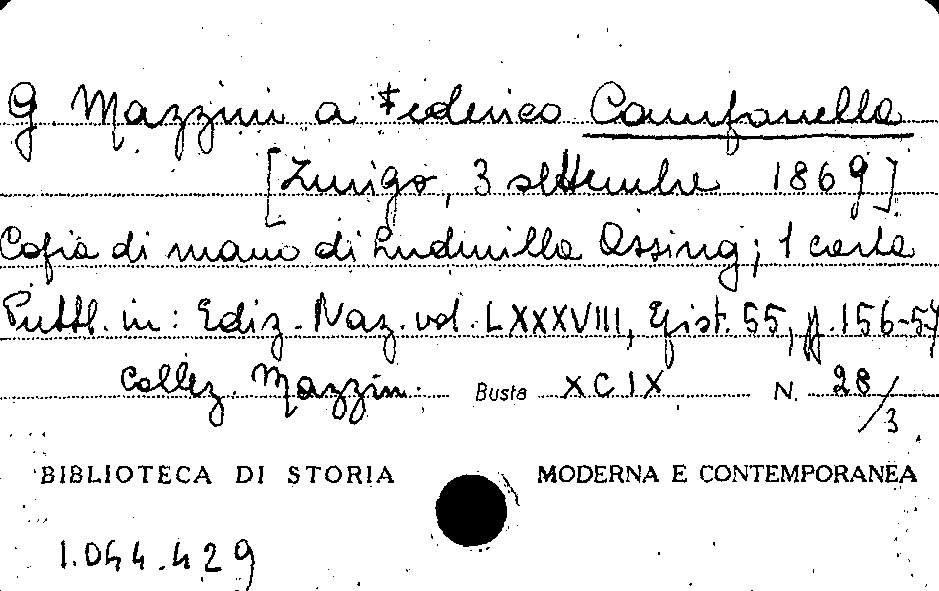 G. Mazzini a Federico Campanella
[Zurigo, 3 settembre 1869]
Copia di mano di Ludmilla Assing; 1 carta
Pubbl. in: Ediz. Naz. vol. LXXXVIII, Epist. 55, pp. 156-57
Collez. Mazzin. Busta XCIX N. 28/3
BIBLIOTECA DI STORIA MODERNA E CONTEMPORANEA
1.044.429